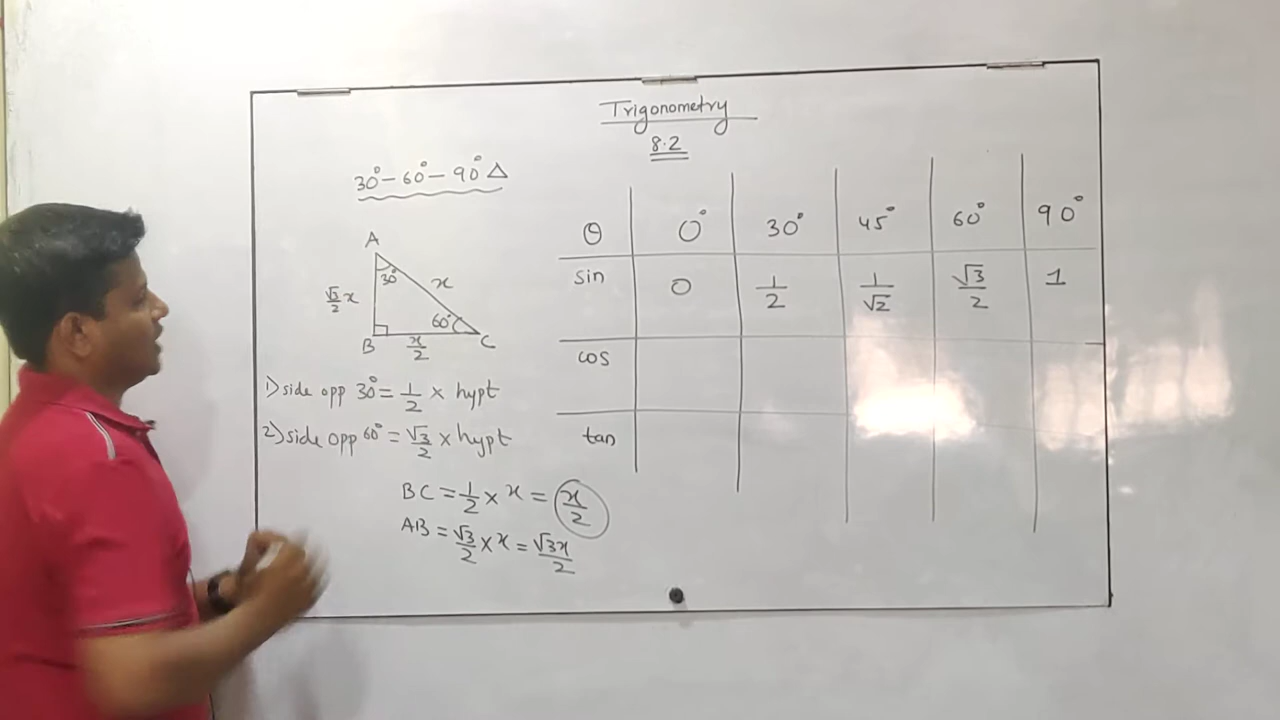 Trigonometry
8.2
30°-60°-90° △
A
30°
x
√3/2 x
60°
B
x/2
C
1) side opp 30° = 1/2 × hypt
2) side opp 60° = √3/2 × hypt
BC = 1/2 × x = x/2
AB = √3/2 × x = √3x/2
θ 0° 30° 45° 60° 90°
sin 0 1/2 1/√2 √3/2 1
cos
tan